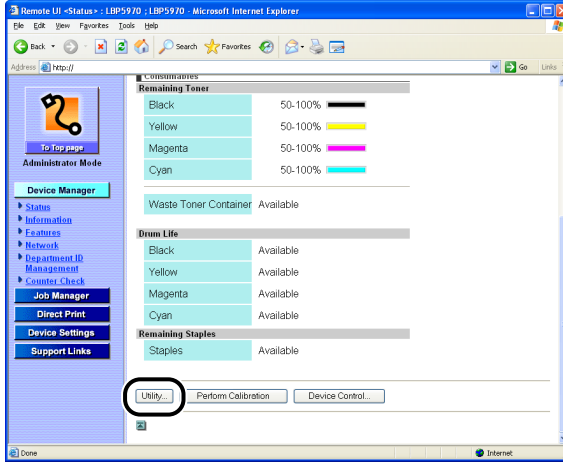 Remote UI <Status> : LBP5970 ; LBP5970 - Microsoft Internet Explorer
File Edit View Favorites Tools Help
Back Search Favorites
Address http:// Go Links
Consumables
Remaining Toner
Black 50-100%
Yellow 50-100%
Magenta 50-100%
Cyan 50-100%
Waste Toner Container Available
Drum Life
Black Available
Yellow Available
Magenta Available
Cyan Available
Remaining Staples
Staples Available
Utility... Perform Calibration Device Control...
To Top page
Administrator Mode
Device Manager
Status
Information
Features
Network
Department ID
Management
Counter Check
Job Manager
Direct Print
Device Settings
Support Links
Done Internet